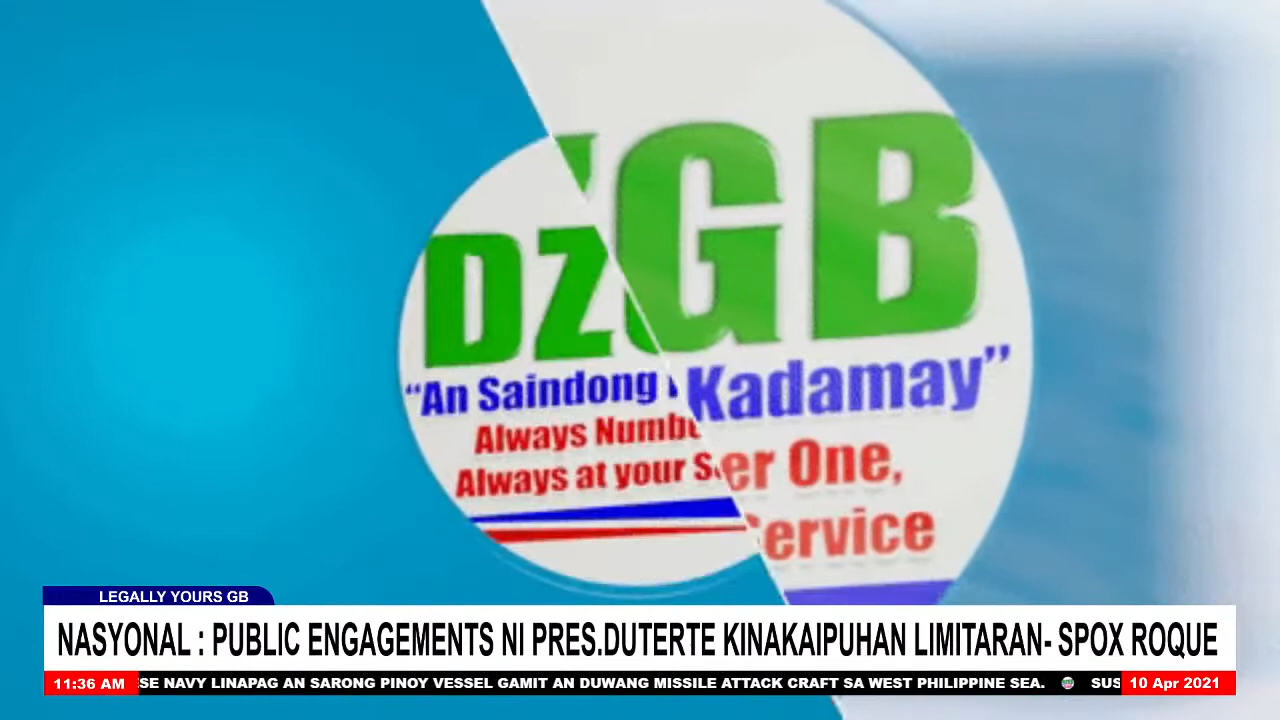 DZGB
“An Saindong Kadamay”
Always Number One,
Always at your Service
LEGALLY YOURS GB
NASYONAL : PUBLIC ENGAGEMENTS NI PRES.DUTERTE KINAKAIPUHAN LIMITARAN- SPOX ROQUE
11:36 AM SE NAVY LINAPAG AN SARONG PINOY VESSEL GAMIT AN DUWANG MISSILE ATTACK CRAFT SA WEST PHILIPPINE SEA. SUS 10 Apr 2021